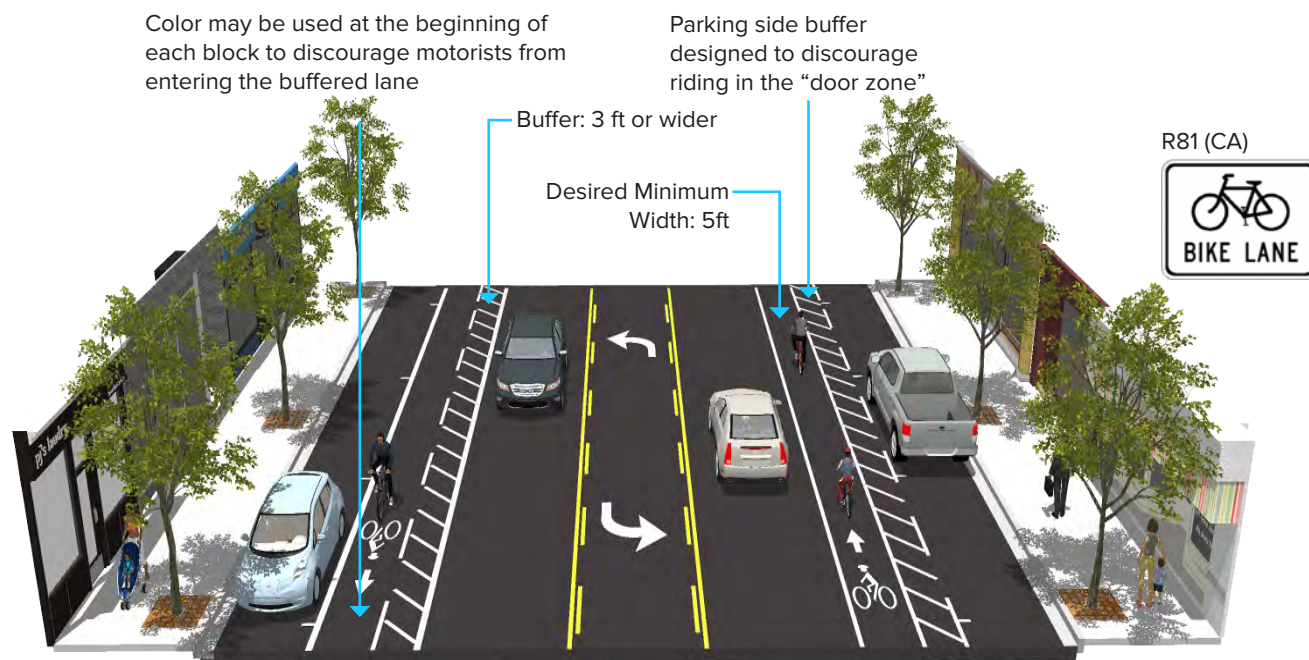 Color may be used at the beginning of
each block to discourage motorists from
entering the buffered lane
Parking side buffer
designed to discourage
riding in the “door zone”
Buffer: 3 ft or wider
Desired Minimum
Width: 5ft
R81 (CA)
BIKE LANE